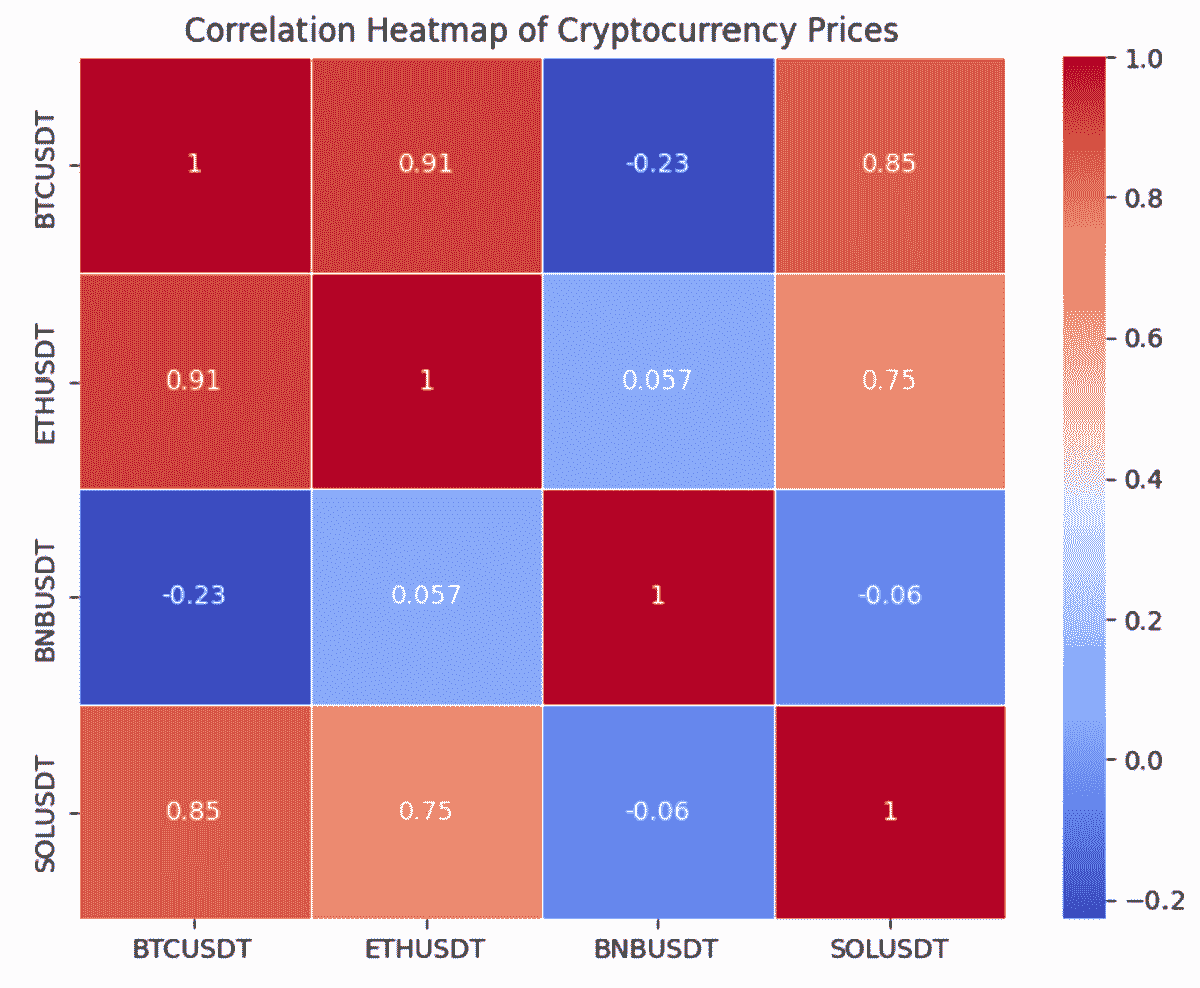 Correlation Heatmap of Cryptocurrency Prices
BTCUSDT
1 0.91 -0.23 0.85
ETHUSDT
0.91 1 0.057 0.75
BNBUSDT
-0.23 0.057 1 -0.06
SOLUSDT
0.85 0.75 -0.06 1
BTCUSDT ETHUSDT BNBUSDT SOLUSDT
1.0
0.8
0.6
0.4
0.2
0.0
−0.2